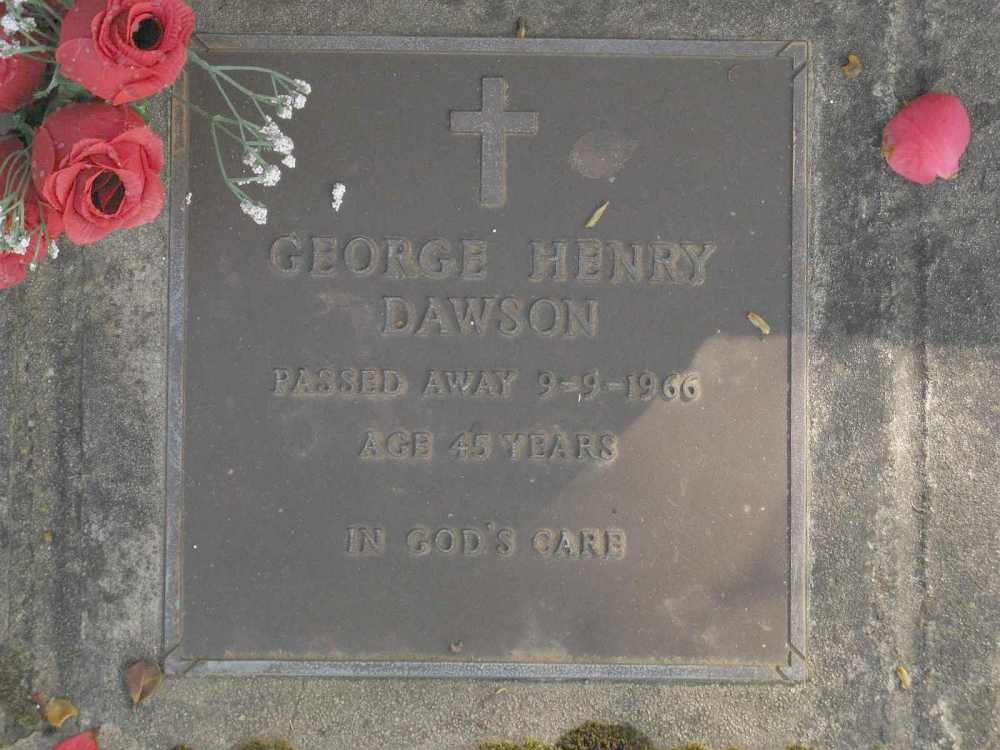 GEORGE HENRY
DAWSON
PASSED AWAY 9-9-1966
AGE 45 YEARS
IN GOD'S CARE